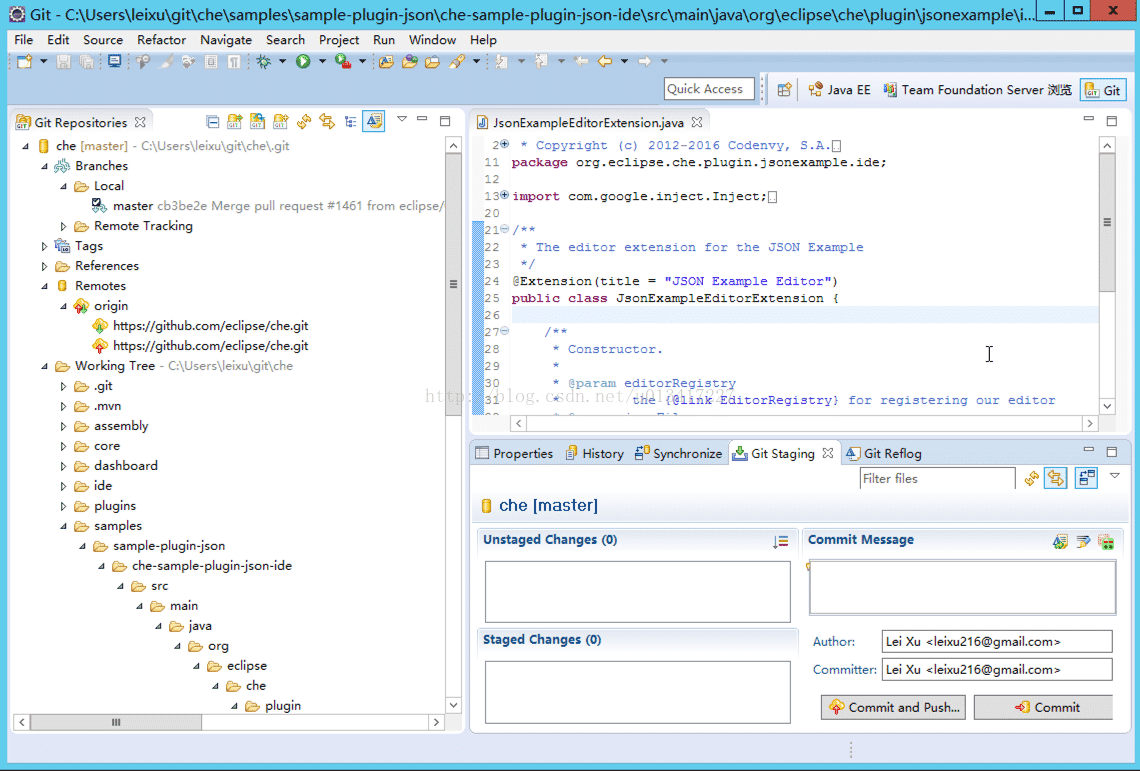 Git - C:\Users\leixu\git\che\samples\sample-plugin-json\che-sample-plugin-json-ide\src\main\java\org\eclipse\che\plugin\jsonexample\i...
File Edit Source Refactor Navigate Search Project Run Window Help
Quick Access Java EE Team Foundation Server 浏览 Git
Git Repositories
che [master] - C:\Users\leixu\git\che\.git
Branches
Local
master cb3be2e Merge pull request #1461 from eclipse/
Remote Tracking
Tags
References
Remotes
origin
https://github.com/eclipse/che.git
https://github.com/eclipse/che.git
Working Tree - C:\Users\leixu\git\che
.git
.mvn
assembly
core
dashboard
ide
plugins
samples
sample-plugin-json
che-sample-plugin-json-ide
src
main
java
org
eclipse
che
plugin
JsonExampleEditorExtension.java
2 * Copyright (c) 2012-2016 Codenvy, S.A.
11 package org.eclipse.che.plugin.jsonexample.ide;
12
13 import com.google.inject.Inject;
20
21 /**
22 * The editor extension for the JSON Example
23 */
24 @Extension(title = "JSON Example Editor")
25 public class JsonExampleEditorExtension {
26
27 /**
28 * Constructor.
29 *
30 * @param editorRegistry
31 * the {@link EditorRegistry} for registering our editor
Properties History Synchronize Git Staging Git Reflog
Filter files
che [master]
Unstaged Changes (0)
Staged Changes (0)
Commit Message
Author: Lei Xu <leixu216@gmail.com>
Committer: Lei Xu <leixu216@gmail.com>
Commit and Push... Commit